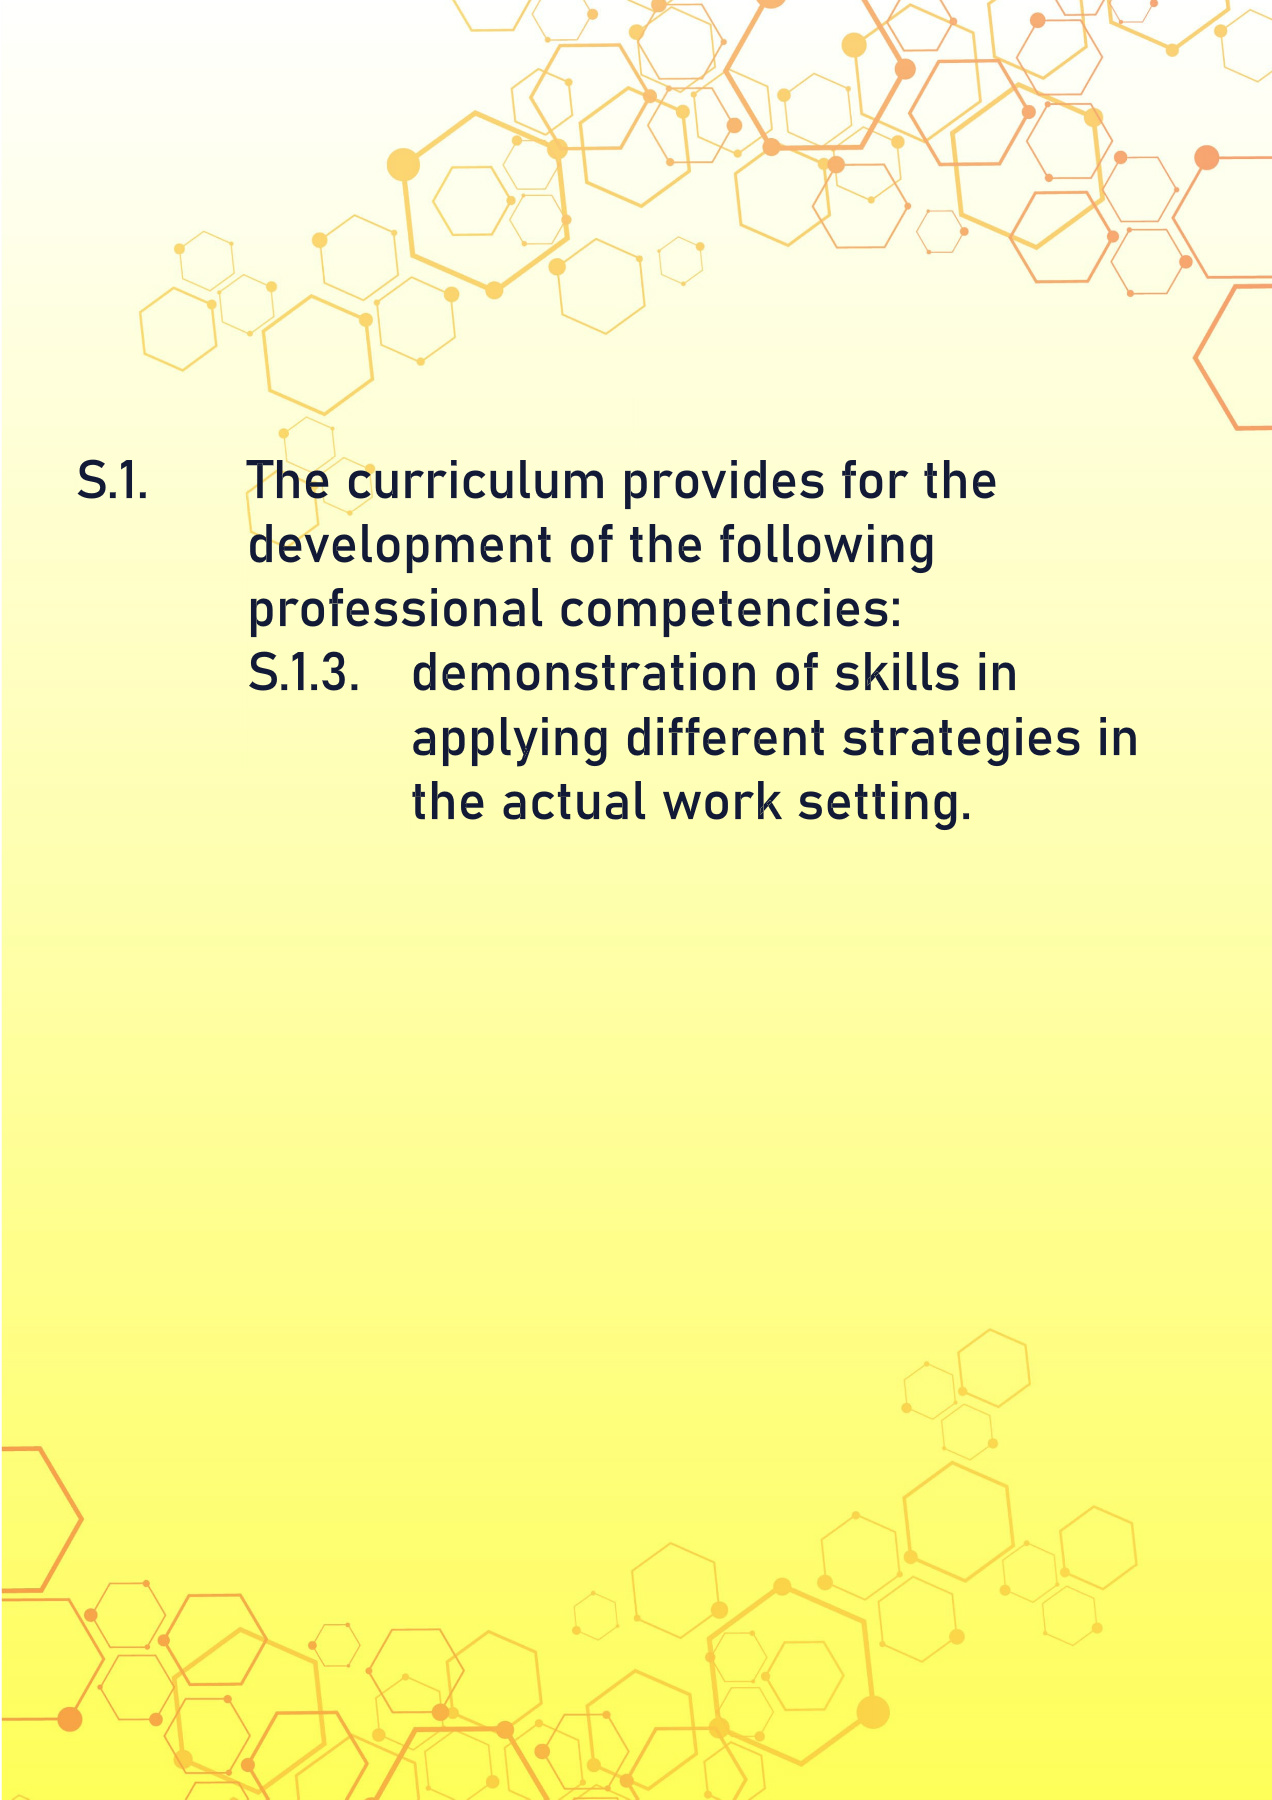 S.1. The curriculum provides for the
development of the following
professional competencies:
S.1.3. demonstration of skills in
applying different strategies in
the actual work setting.